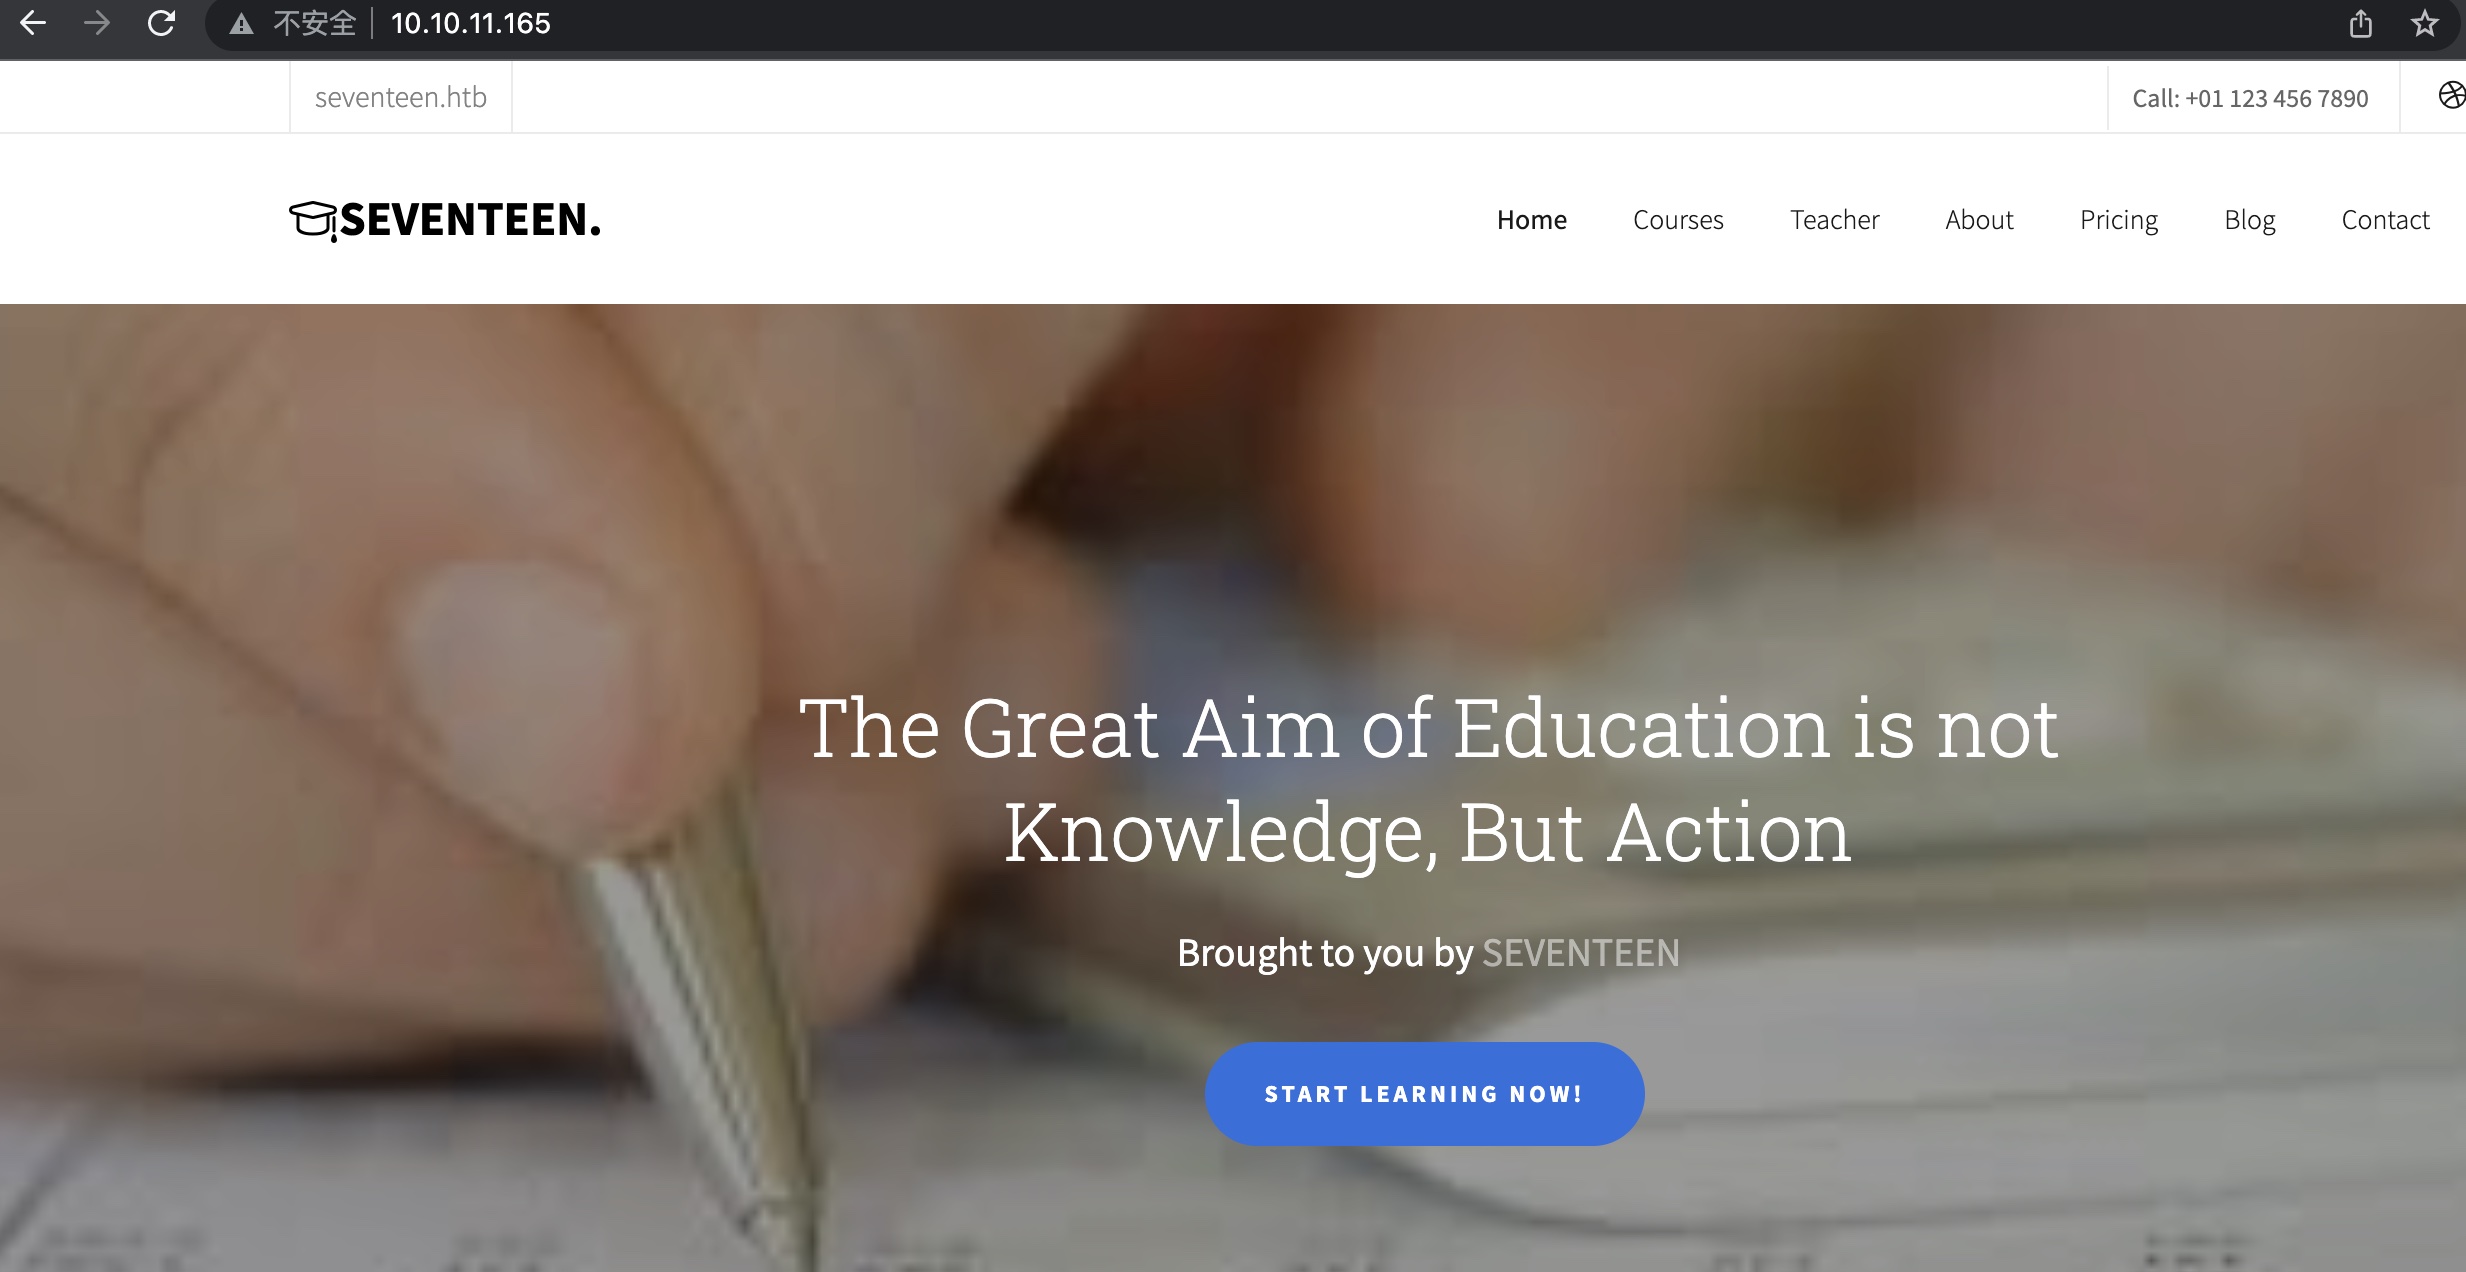 不安全
10.10.11.165
seventeen.htb
Call: +01 123 456 7890
SEVENTEEN.
Home
Courses
Teacher
About
Pricing
Blog
Contact
The Great Aim of Education is not
Knowledge, But Action
Brought to you by SEVENTEEN
START LEARNING NOW!